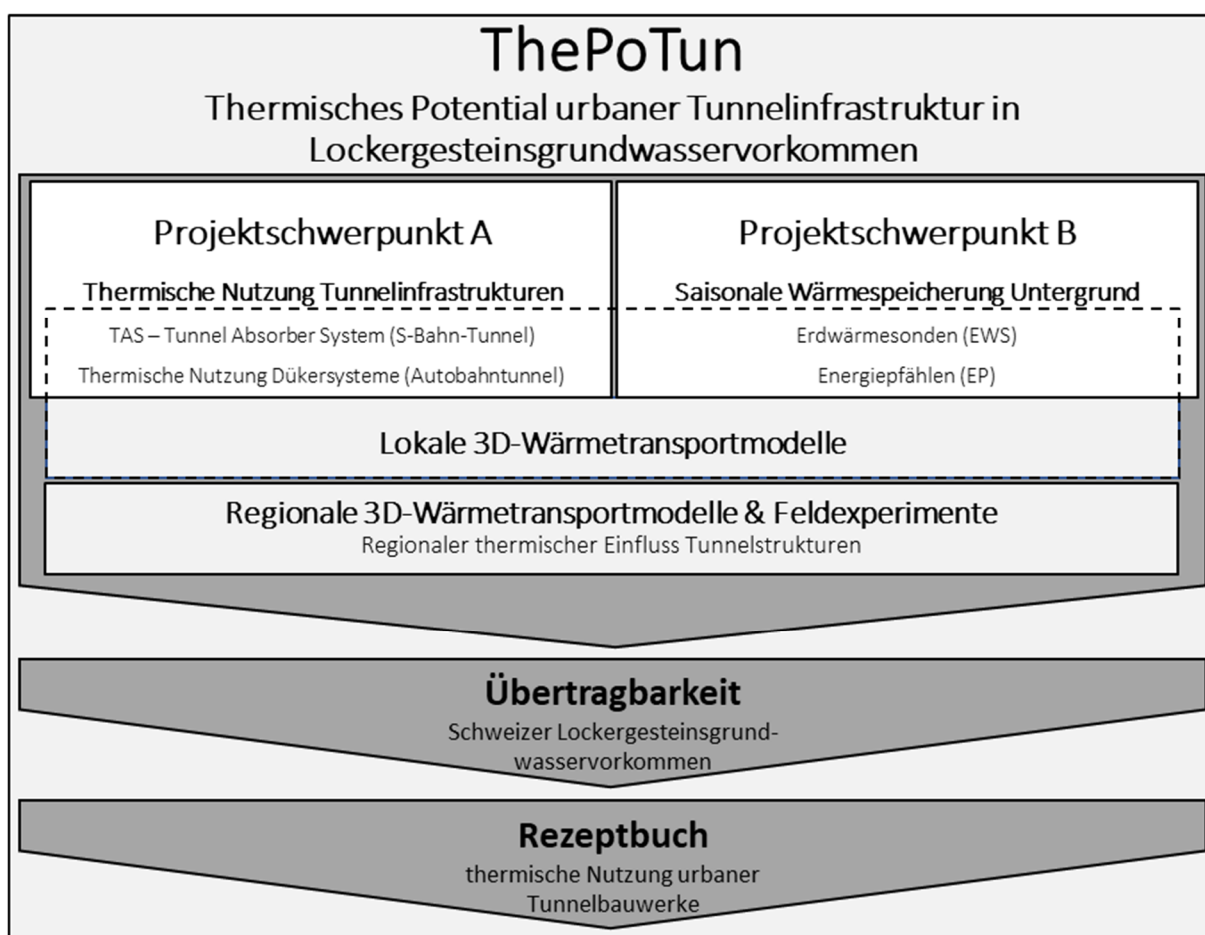 ThePoTun
Thermisches Potential urbaner Tunnelinfrastruktur in
Lockergesteinsgrundwasservorkommen
Projektschwerpunkt A
Thermische Nutzung Tunnelinfrastrukturen
TAS – Tunnel Absorber System (S-Bahn-Tunnel)
Thermische Nutzung Dükersysteme (Autobahntunnel)
Projektschwerpunkt B
Saisonale Wärmespeicherung Untergrund
Erdwärmesonden (EWS)
Energiepfählen (EP)
Lokale 3D-Wärmetransportmodelle
Regionale 3D-Wärmetransportmodelle & Feldexperimente
Regionaler thermischer Einfluss Tunnelstrukturen
Übertragbarkeit
Schweizer Lockergesteinsgrund-
wasservorkommen
Rezeptbuch
thermische Nutzung urbaner
Tunnelbauwerke